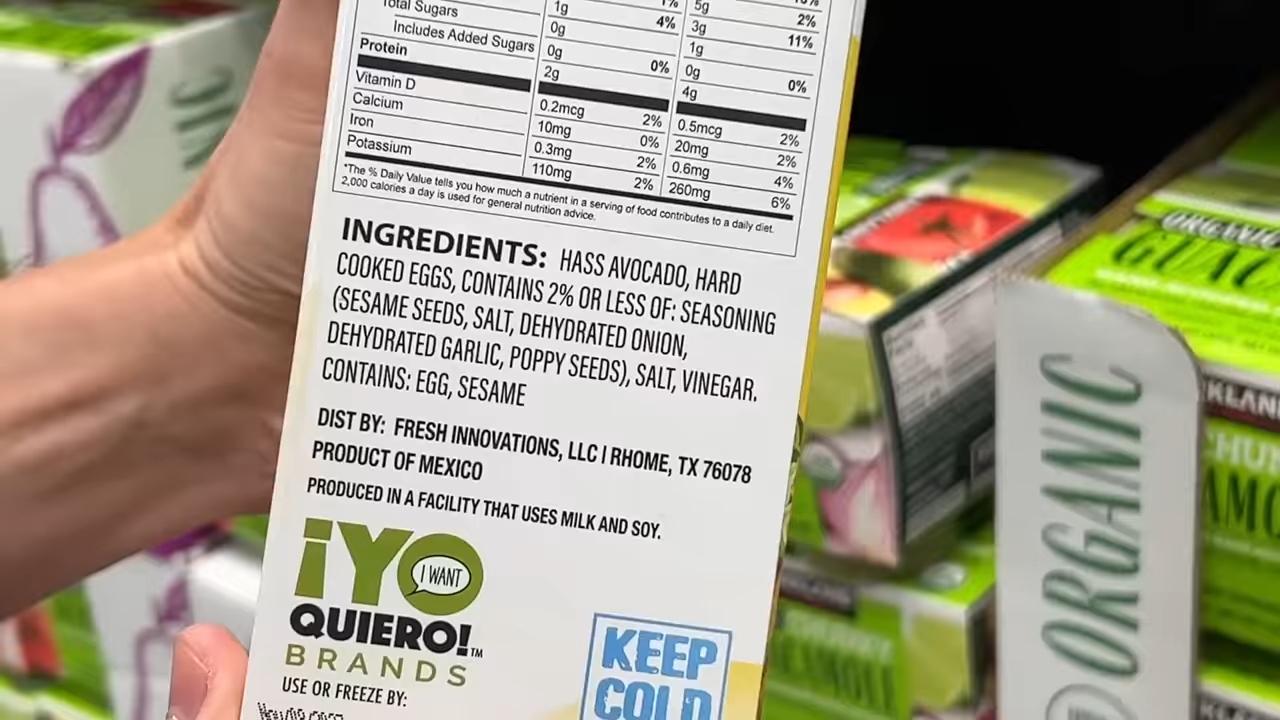 1% 5g
Total Sugars 1g 4% 3g 2%
Includes Added Sugars 0g 1g 11%
Protein 0g 0% 0g 0%
2g 4g
Vitamin D 0.2mcg 2% 0.5mcg 2%
Calcium 10mg 0% 20mg 2%
Iron 0.3mg 2% 0.6mg 4%
Potassium 110mg 2% 260mg 6%
*The % Daily Value tells you how much a nutrient in a serving of food contributes to a daily diet.
2,000 calories a day is used for general nutrition advice.
INGREDIENTS: HASS AVOCADO, HARD
COOKED EGGS, CONTAINS 2% OR LESS OF: SEASONING
(SESAME SEEDS, SALT, DEHYDRATED ONION,
DEHYDRATED GARLIC, POPPY SEEDS), SALT, VINEGAR.
CONTAINS: EGG, SESAME
DIST BY: FRESH INNOVATIONS, LLC | RHOME, TX 76078
PRODUCT OF MEXICO
PRODUCED IN A FACILITY THAT USES MILK AND SOY.
¡YO
I WANT
QUIERO!™
BRANDS
USE OR FREEZE BY:
KEEP
COLD
ORGANIC
ORGANIC